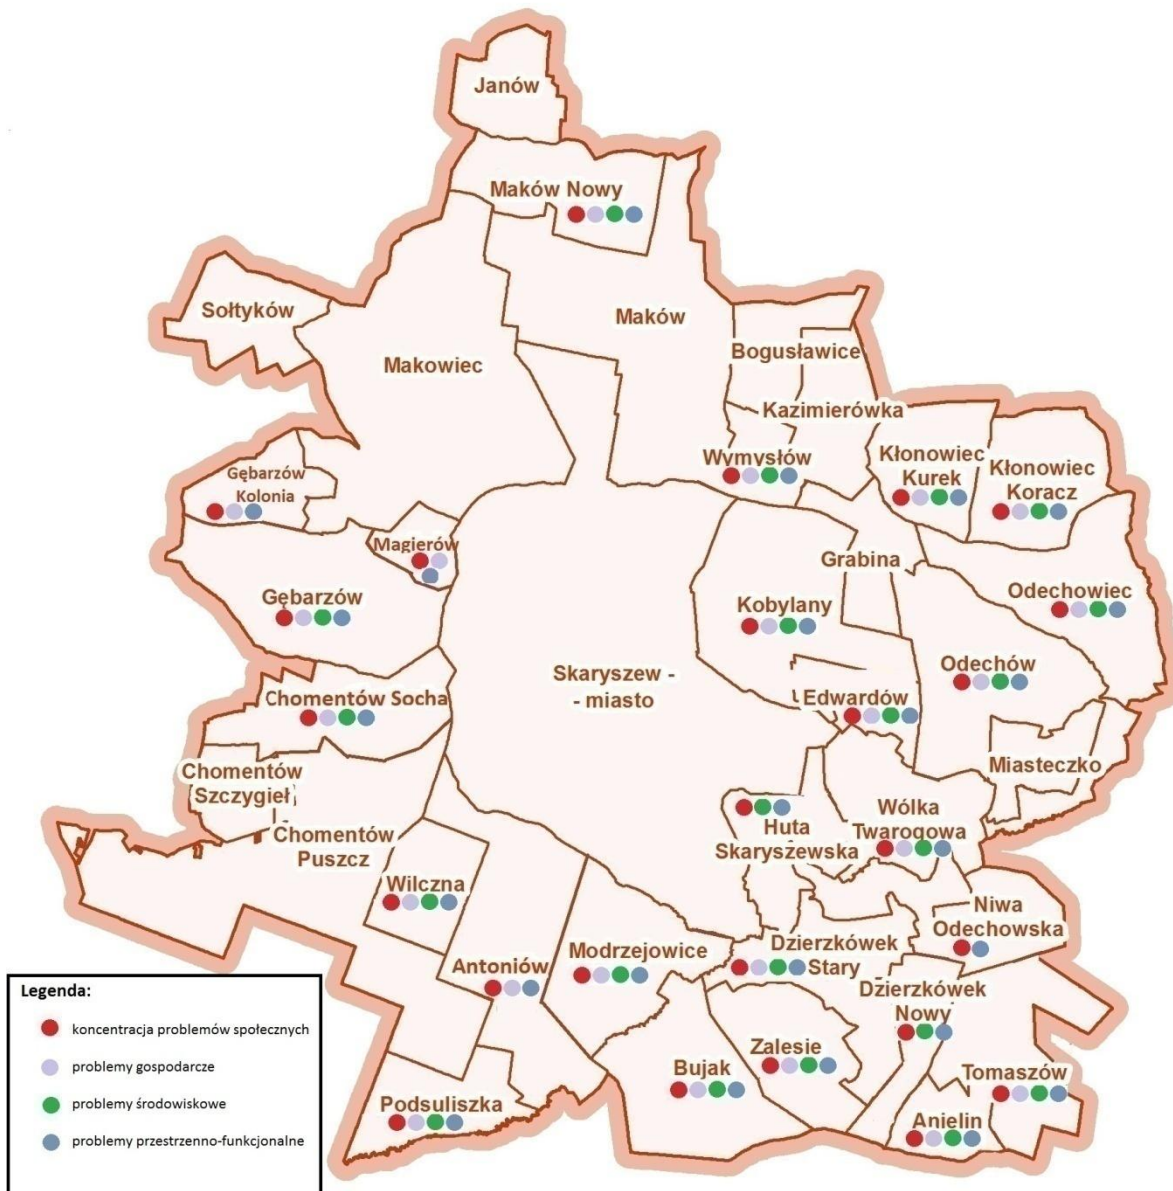 Janów
Maków Nowy
Sołtyków
Maków
Makowiec
Bogusławice
Kazimierówka
Wymysłów
Kłonowiec
Kurek
Kłonowiec
Koracz
Gębarzów
Kolonia
Magierów
Grabina
Gębarzów
Kobylany
Odechowiec
Skaryszew -
- miasto
Odechów
Chomentów Socha
Edwardów
Chomentów
Szczygieł
Miasteczko
Chomentów
Puszcz
Huta
Skaryszewska
Wólka
Twarogowa
Wilczna
Niwa
Odechowska
Antoniów
Modrzejowice
Dzierzkówek
Stary
Dzierzkówek
Nowy
Bujak
Zalesie
Tomaszów
Podsuliszka
Anielin
Legenda:
koncentracja problemów społecznych
problemy gospodarcze
problemy środowiskowe
problemy przestrzenno-funkcjonalne